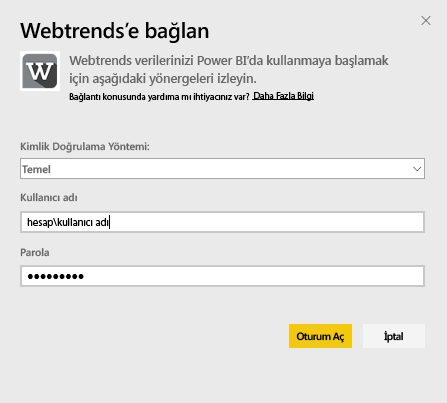 Webtrends'e bağlan
W
Webtrends verilerinizi Power BI'da kullanmaya başlamak
için aşağıdaki yönergeleri izleyin.
Bağlantı konusunda yardıma mı ihtiyacınız var? Daha Fazla Bilgi
Kimlik Doğrulama Yöntemi:
Temel
Kullanıcı adı
hesap\kullanıcı adı
Parola
●●●●●●●●●
Oturum Aç İptal